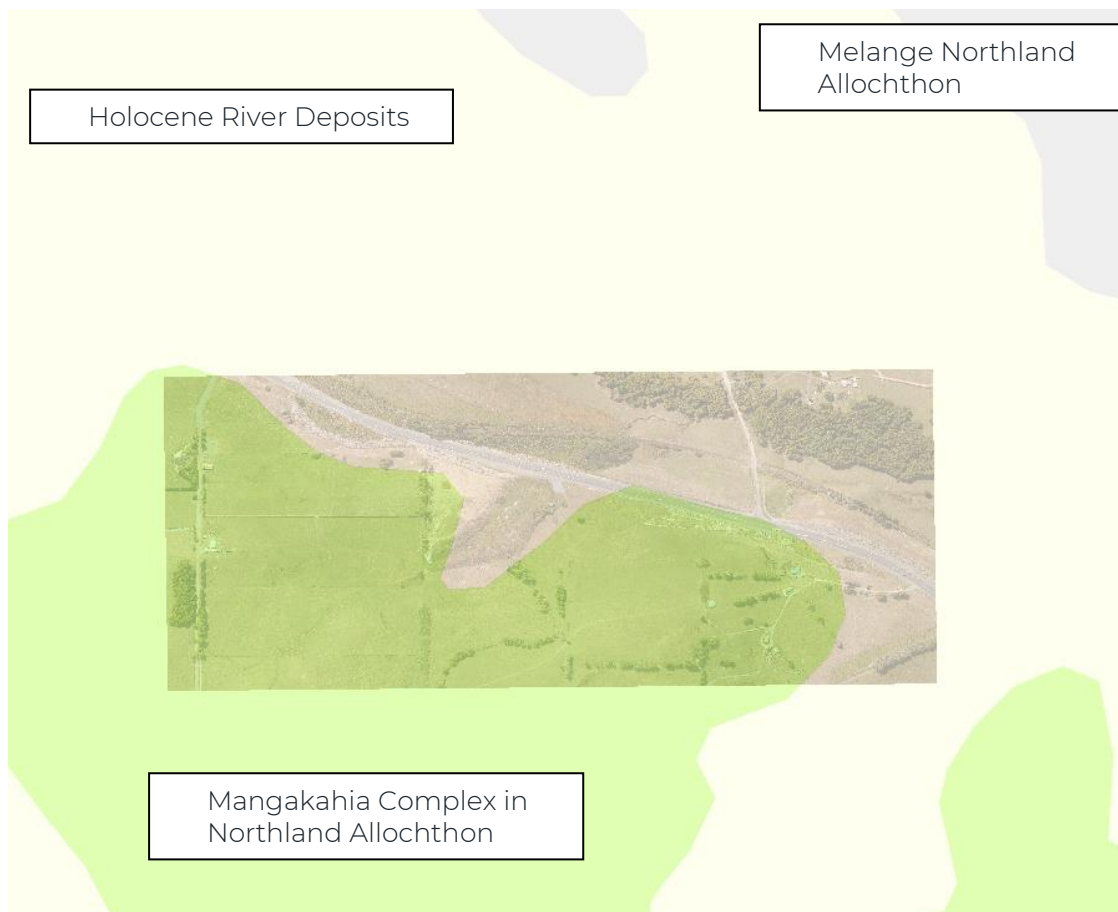 Melange Northland
Allochthon
Holocene River Deposits
Mangakahia Complex in
Northland Allochthon